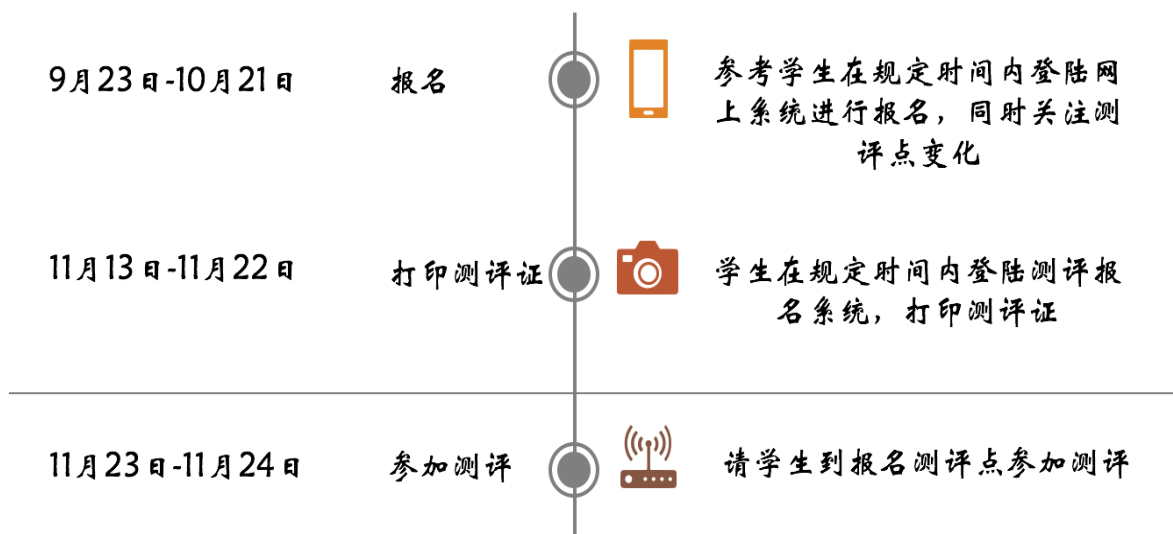 9月23日-10月21日
报名
参考学生在规定时间内登陆网
上系统进行报名，同时关注测
评点变化
11月13日-11月22日
打印测评证
学生在规定时间内登陆测评报
名系统，打印测评证
11月23日-11月24日
参加测评
请学生到报名测评点参加测评